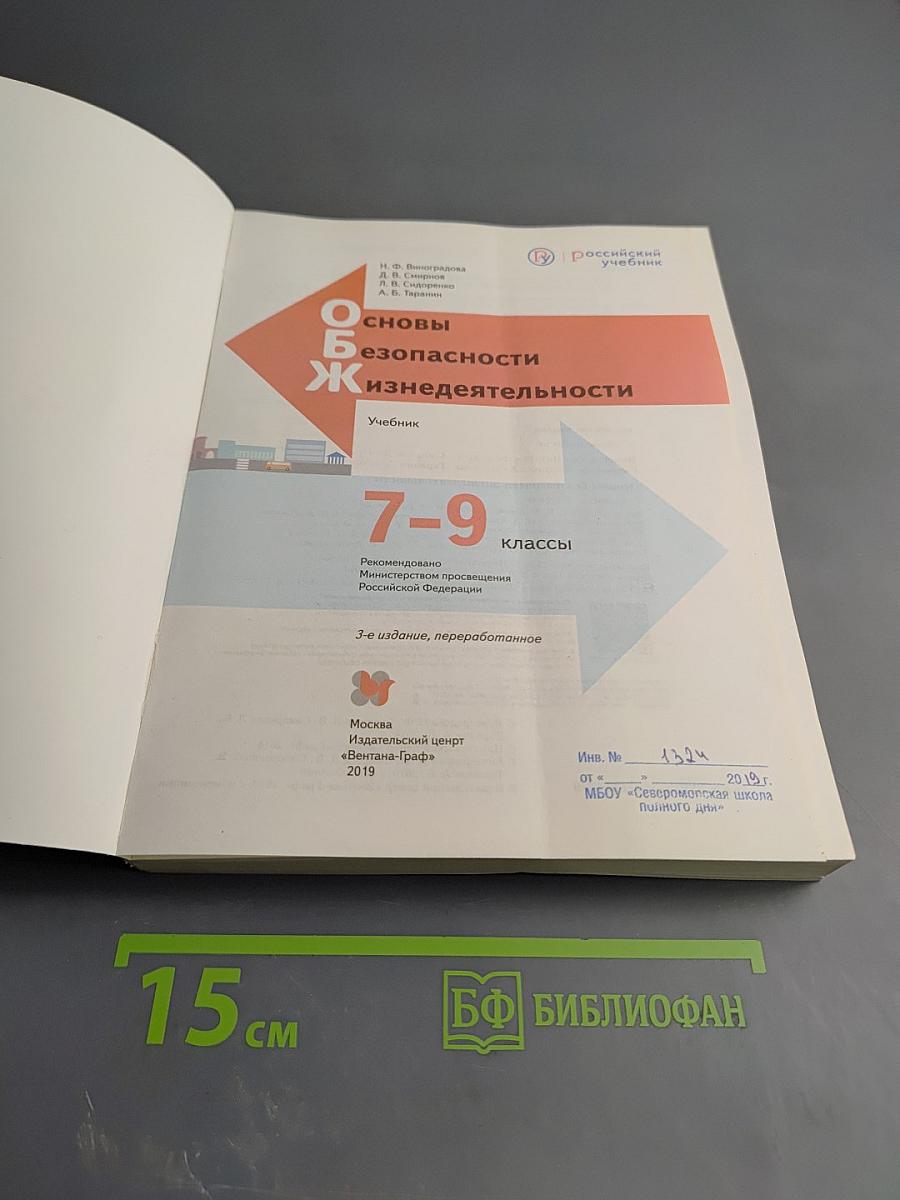 Российский
учебник
Н. Ф. Виноградова
Д. В. Смирнов
Л. В. Сидоренко
А. Б. Таранин
Основы
Безопасности
Жизнедеятельности
Учебник
7–9 классы
Рекомендовано
Министерством просвещения
Российской Федерации
3-е издание, переработанное
Москва
Издательский ценрт
«Вентана-Граф»
2019
Инв. № 1324
от «     » 2019 г.
МБОУ «Североморская школа
полного дня»
15 см
БФ БИБЛИОФАН